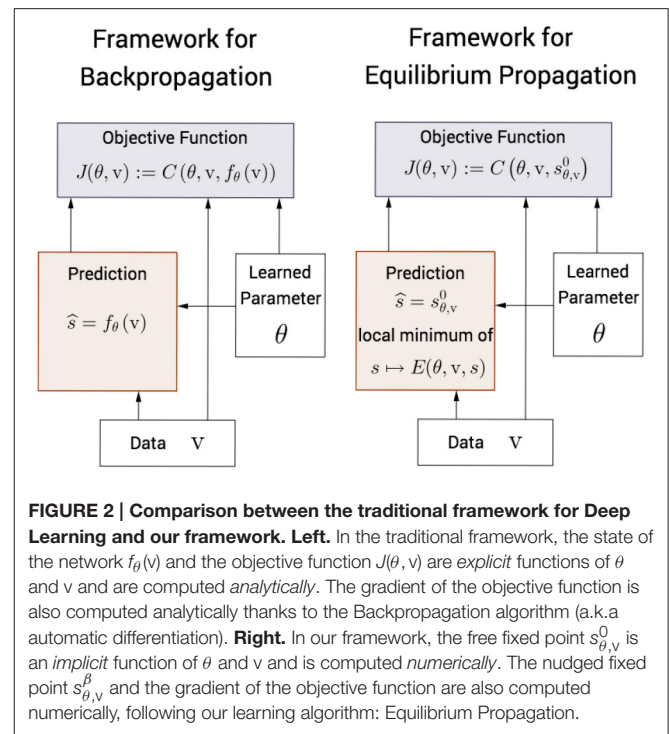 Framework for
Backpropagation
Objective Function
J(θ, v) := C(θ, v, f_θ(v))
Prediction
ŝ = f_θ(v)
Learned
Parameter
θ
Data v
Framework for
Equilibrium Propagation
Objective Function
J(θ, v) := C(θ, v, s⁰_θ,v)
Prediction
ŝ = s⁰_θ,v
local minimum of
s ↦ E(θ, v, s)
Learned
Parameter
θ
Data v
FIGURE 2 | Comparison between the traditional framework for Deep
Learning and our framework. Left. In the traditional framework, the state of
the network f_θ(v) and the objective function J(θ, v) are explicit functions of θ
and v and are computed analytically. The gradient of the objective function is
also computed analytically thanks to the Backpropagation algorithm (a.k.a
automatic differentiation). Right. In our framework, the free fixed point s⁰_θ,v is
an implicit function of θ and v and is computed numerically. The nudged fixed
point s^β_θ,v and the gradient of the objective function are also computed
numerically, following our learning algorithm: Equilibrium Propagation.